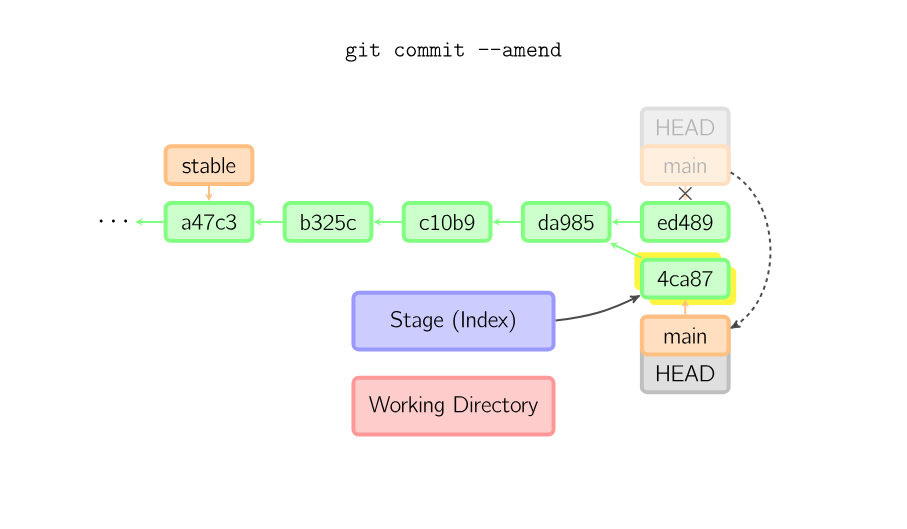 git commit --amend
HEAD
main
stable
... a47c3 b325c c10b9 da985 ed489
4ca87
Stage (Index)
main
HEAD
Working Directory